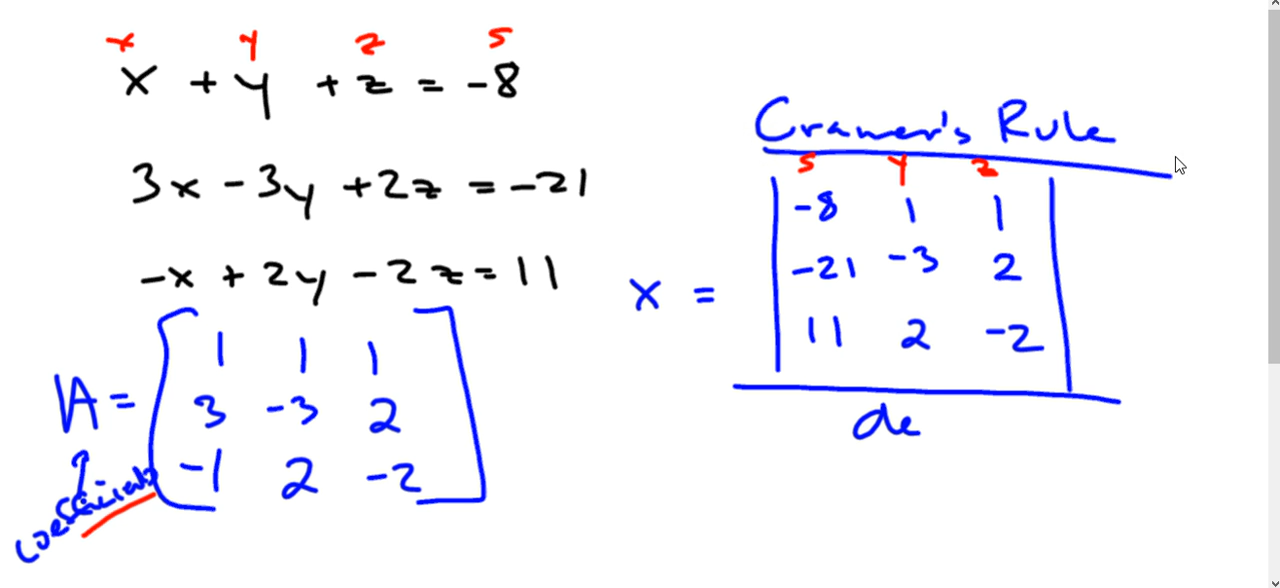 x y z s
x + y + z = -8
3x - 3y + 2z = -21
-x + 2y - 2z = 11
A =
1 1 1
3 -3 2
-1 2 -2
coefficients
Cramer's Rule
s y z
x =
-8 1 1
-21 -3 2
11 2 -2
de